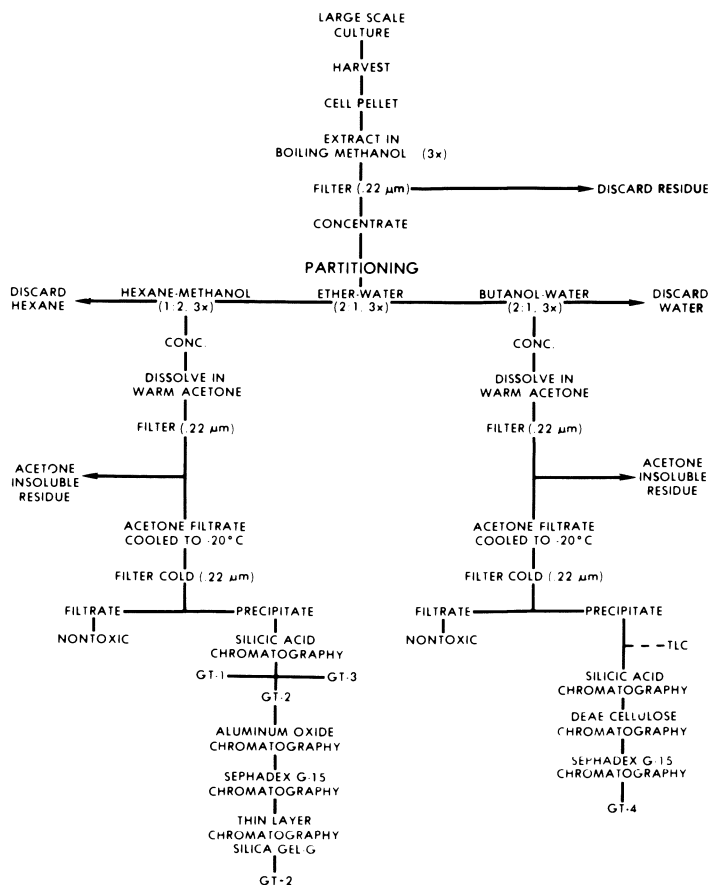 LARGE SCALE
CULTURE
HARVEST
CELL PELLET
EXTRACT IN
BOILING METHANOL (3x)
FILTER (.22 µm)
DISCARD RESIDUE
CONCENTRATE
PARTITIONING
DISCARD
HEXANE
HEXANE-METHANOL
(1:2, 3x)
ETHER-WATER
(2:1, 3x)
BUTANOL-WATER
(2:1, 3x)
DISCARD
WATER
CONC.
DISSOLVE IN
WARM ACETONE
FILTER (.22 µm)
ACETONE
INSOLUBLE
RESIDUE
ACETONE FILTRATE
COOLED TO -20°C
FILTER COLD (.22 µm)
FILTRATE
PRECIPITATE
NONTOXIC
SILICIC ACID
CHROMATOGRAPHY
GT-1
GT-3
GT-2
ALUMINUM OXIDE
CHROMATOGRAPHY
SEPHADEX G-15
CHROMATOGRAPHY
THIN LAYER
CHROMATOGRAPHY
SILICA GEL-G
GT-2
CONC.
DISSOLVE IN
WARM ACETONE
FILTER (.22 µm)
ACETONE
INSOLUBLE
RESIDUE
ACETONE FILTRATE
COOLED TO -20°C
FILTER COLD (.22 µm)
FILTRATE
PRECIPITATE
NONTOXIC
TLC
SILICIC ACID
CHROMATOGRAPHY
DEAE CELLULOSE
CHROMATOGRAPHY
SEPHADEX G-15
CHROMATOGRAPHY
GT-4